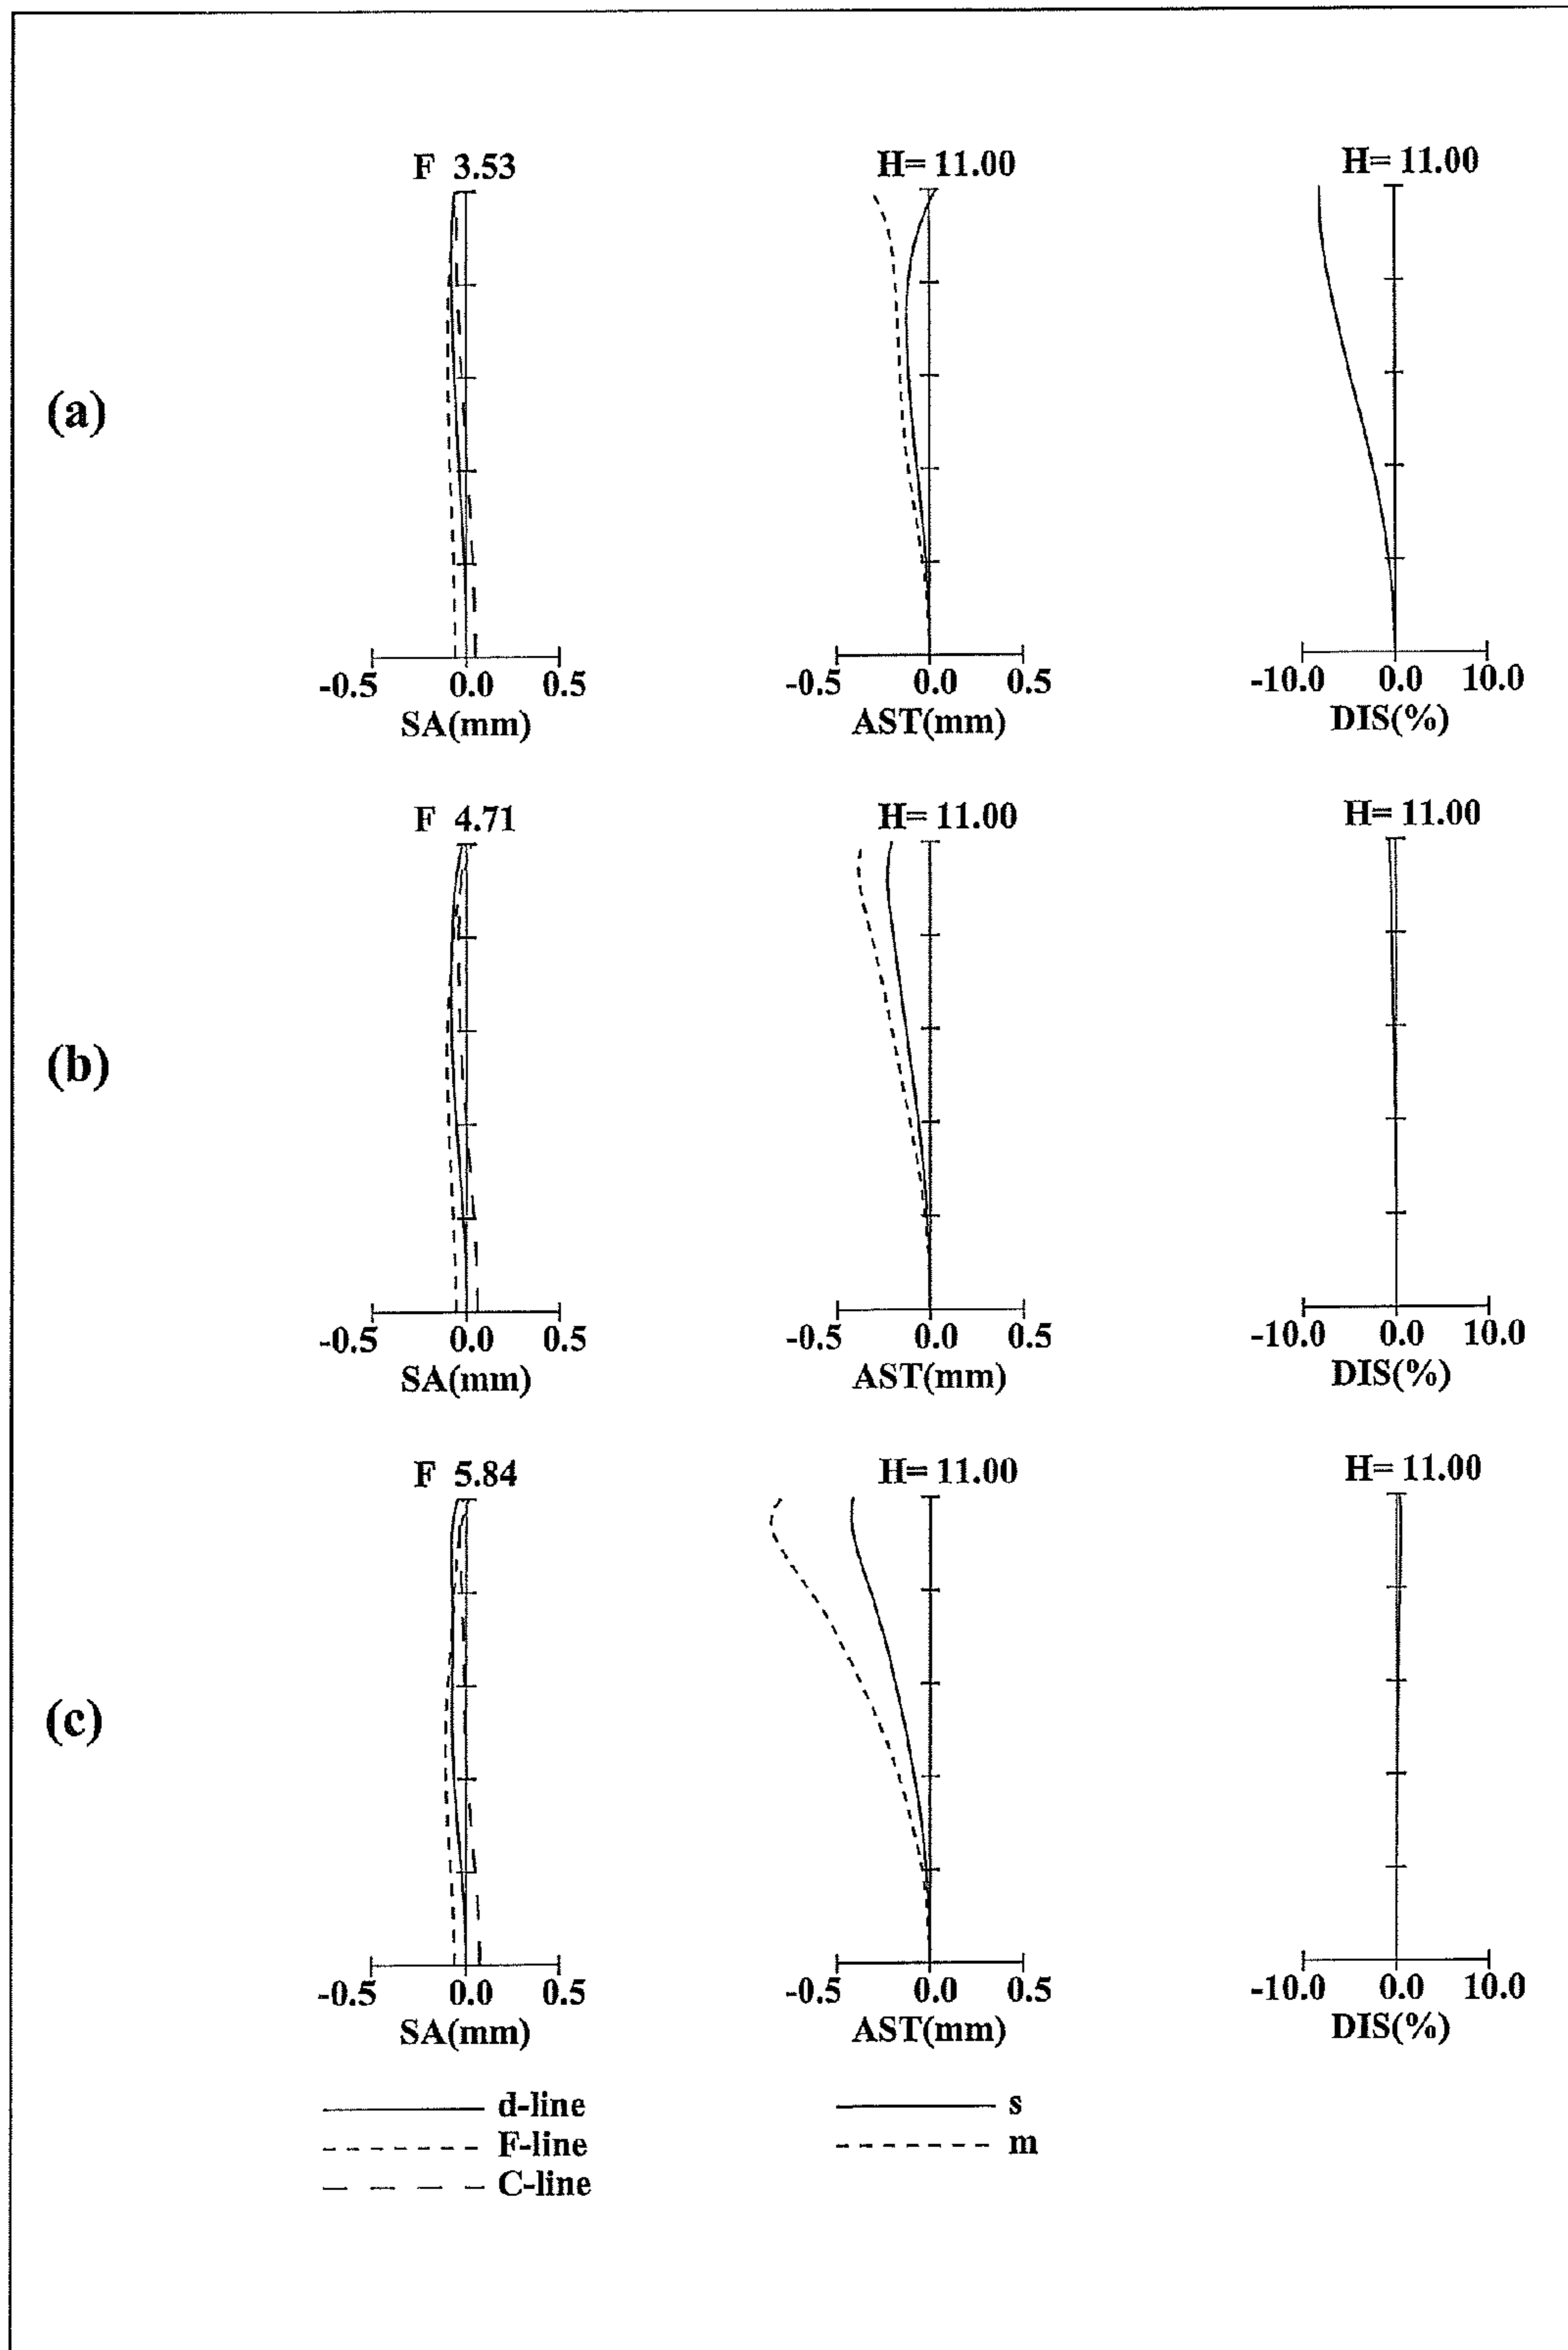 F 3.53 H= 11.00 H= 11.00
(a)
-0.5 0.0 0.5 -0.5 0.0 0.5 -10.0 0.0 10.0
SA(mm) AST(mm) DIS(%)
F 4.71 H= 11.00 H= 11.00
(b)
-0.5 0.0 0.5 -0.5 0.0 0.5 -10.0 0.0 10.0
SA(mm) AST(mm) DIS(%)
F 5.84 H= 11.00 H= 11.00
(c)
-0.5 0.0 0.5 -0.5 0.0 0.5 -10.0 0.0 10.0
SA(mm) AST(mm) DIS(%)
d-line s
F-line m
C-line